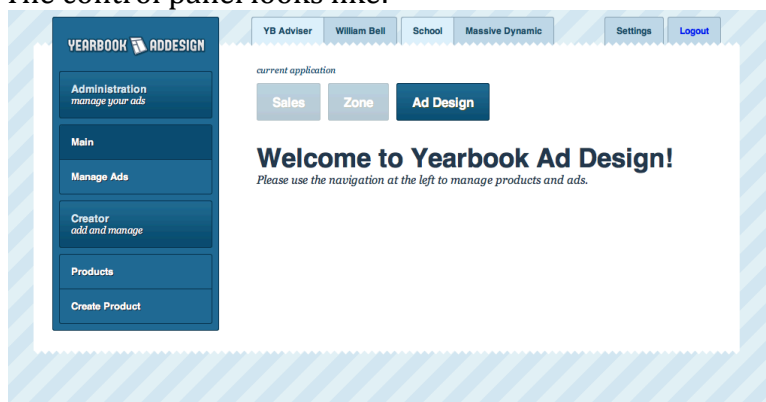 The control panel looks like:
YEARBOOK ADDESIGN
YB Adviser William Bell School Massive Dynamic Settings Logout
current application
Sales Zone Ad Design
Administration
manage your ads
Main
Manage Ads
Creator
add and manage
Products
Create Product
Welcome to Yearbook Ad Design!
Please use the navigation at the left to manage products and ads.